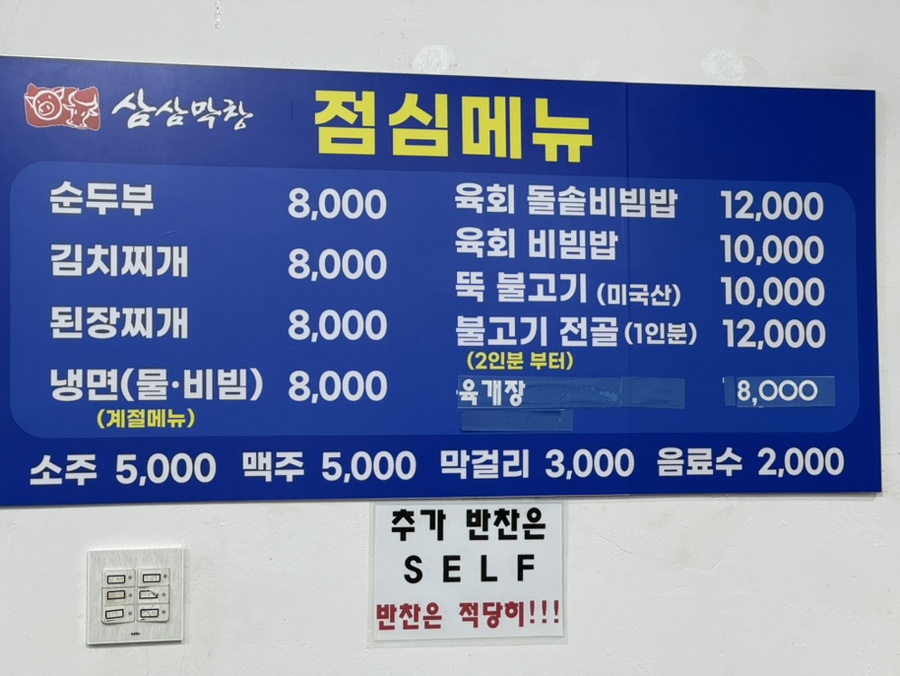 삼삼막창
점심메뉴
순두부 8,000
김치찌개 8,000
된장찌개 8,000
냉면(물·비빔) 8,000
(계절메뉴)
육회 돌솥비빔밥 12,000
육회 비빔밥 10,000
뚝 불고기 (미국산) 10,000
불고기 전골 (1인분) 12,000
(2인분 부터)
육개장 8,000
소주 5,000 맥주 5,000 막걸리 3,000 음료수 2,000
추가 반찬은
SELF
반찬은 적당히!!!